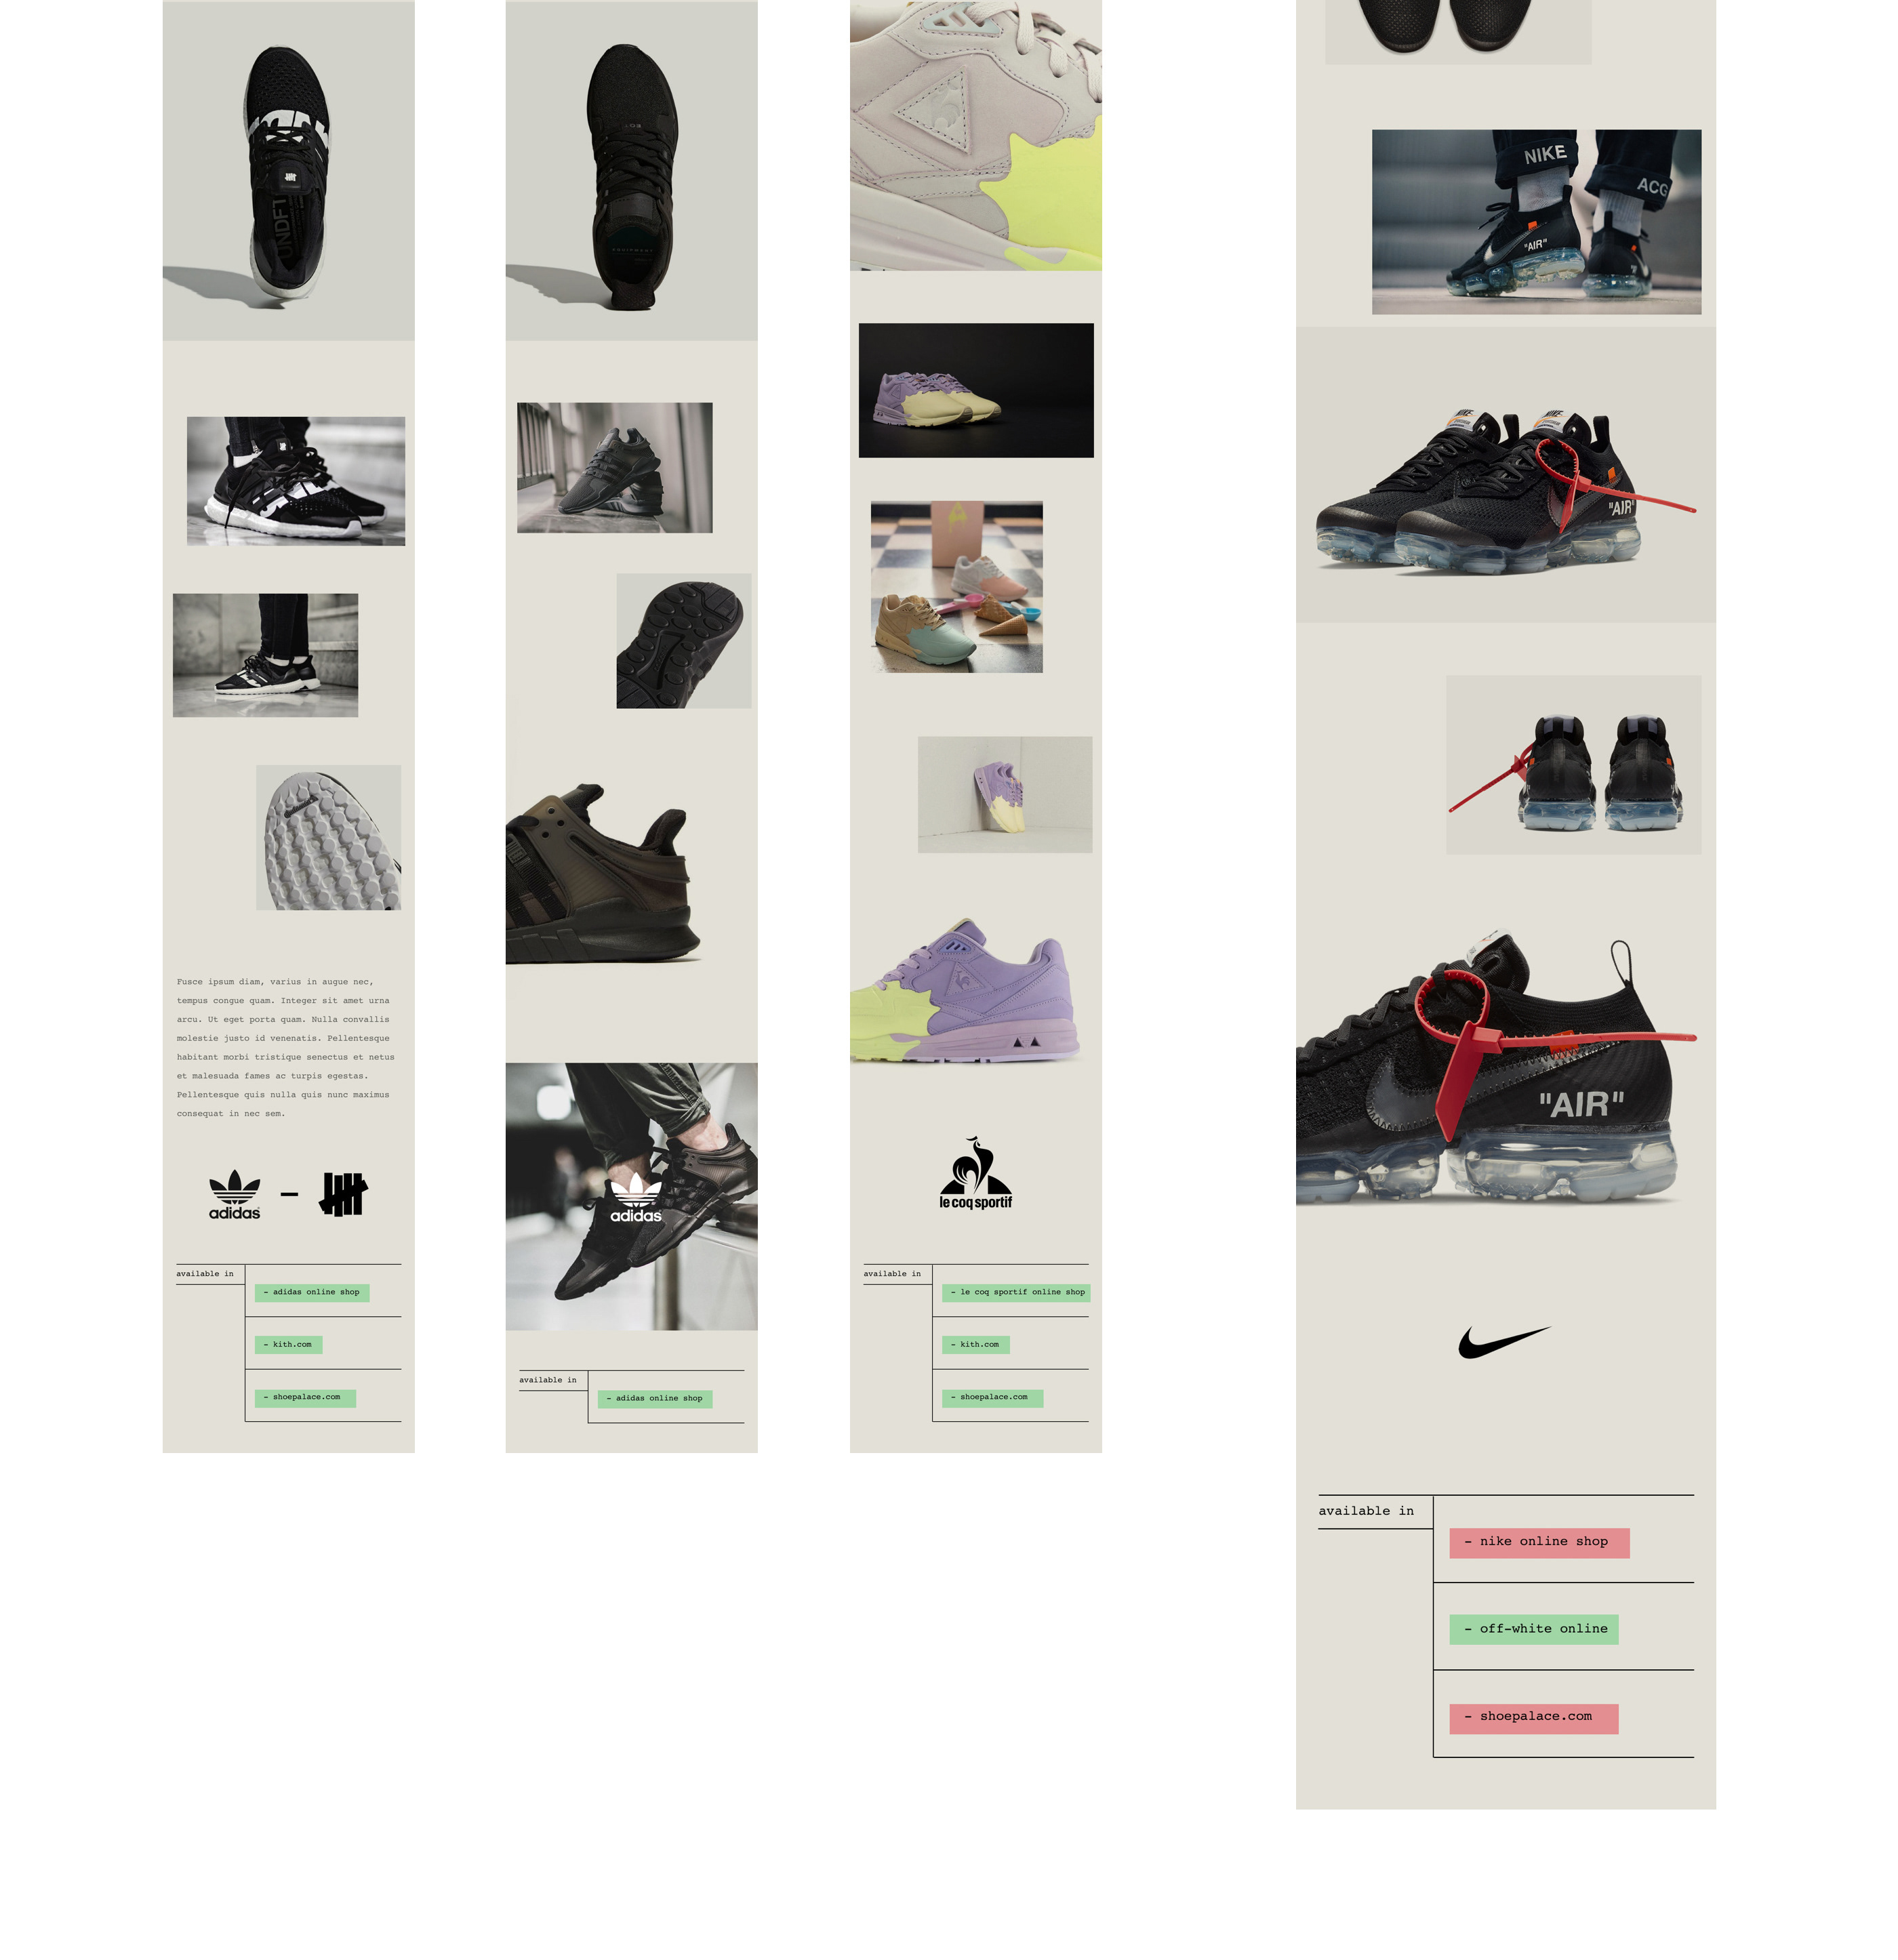 UNDFTD
Fusce ipsum diam, varius in augue nec,
tempus congue quam. Integer sit amet urna
arcu. Ut eget porta quam. Nulla convallis
molestie justo id venenatis. Pellentesque
habitant morbi tristique senectus et netus
et malesuada fames ac turpis egestas.
Pellentesque quis nulla quis nunc maximus
consequat in nec sem.
adidas
available in
- adidas online shop
- kith.com
- shoepalace.com
EQT
EQUIPMENT
adidas
available in
- adidas online shop
le coq sportif
available in
- le coq sportif online shop
- kith.com
- shoepalace.com
NIKE
ACG
"AIR"
NIKE
NIKE
"AIR"
"AIR"
available in
- nike online shop
- off-white online
- shoepalace.com